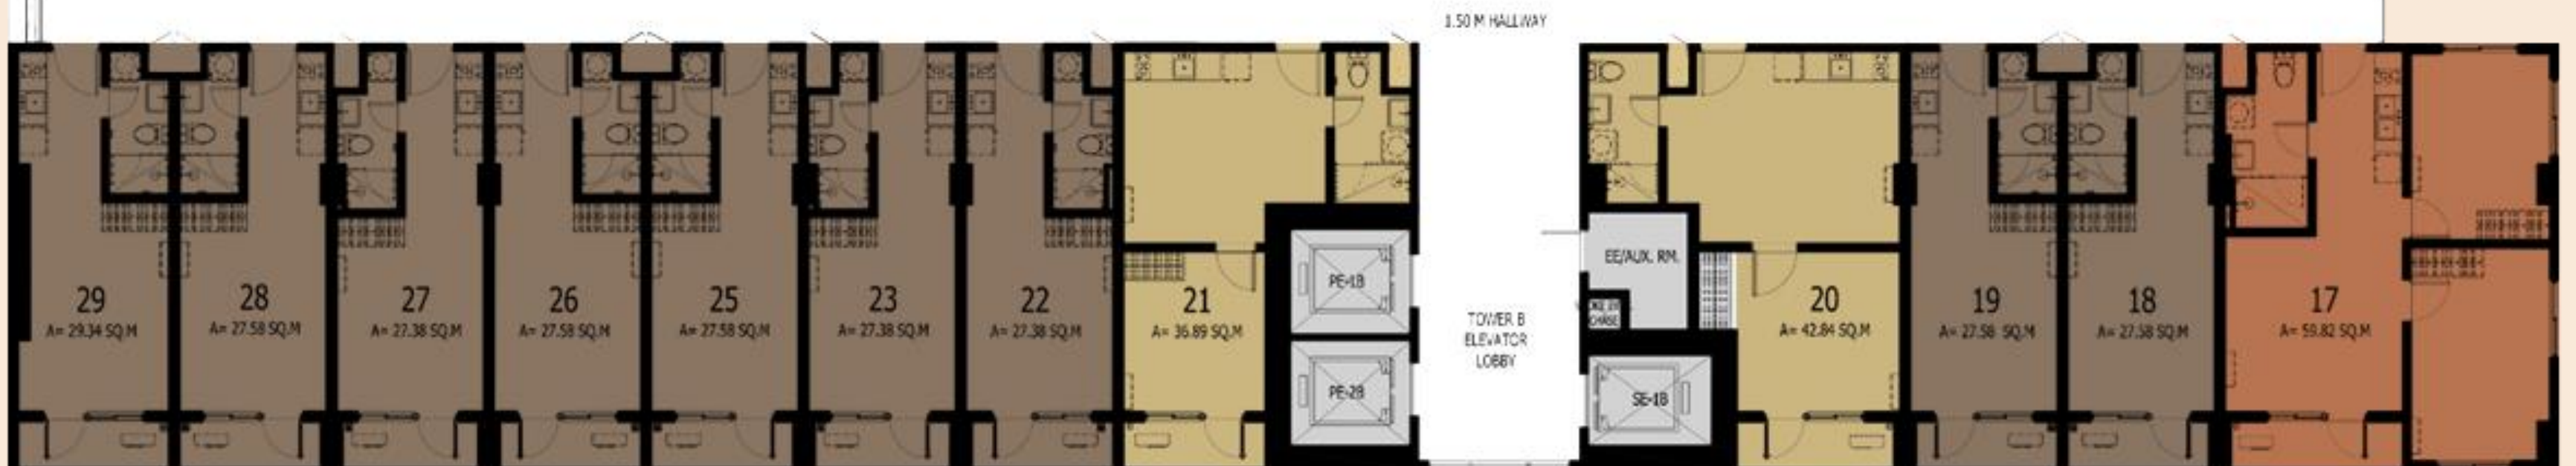 1.50 M HALLWAY
29
A= 29.34 SQ.M
28
A= 27.58 SQ.M
27
A= 27.38 SQ.M
26
A= 27.58 SQ.M
25
A= 27.58 SQ.M
23
A= 27.38 SQ.M
22
A= 27.38 SQ.M
21
A= 36.89 SQ.M
PE-1B
PE-2B
TOWER B
ELEVATOR
LOBBY
EE/AUX. RM.
CHASE
SE-1B
20
A= 42.84 SQ.M
19
A= 27.58 SQ.M
18
A= 27.58 SQ.M
17
A= 59.82 SQ.M